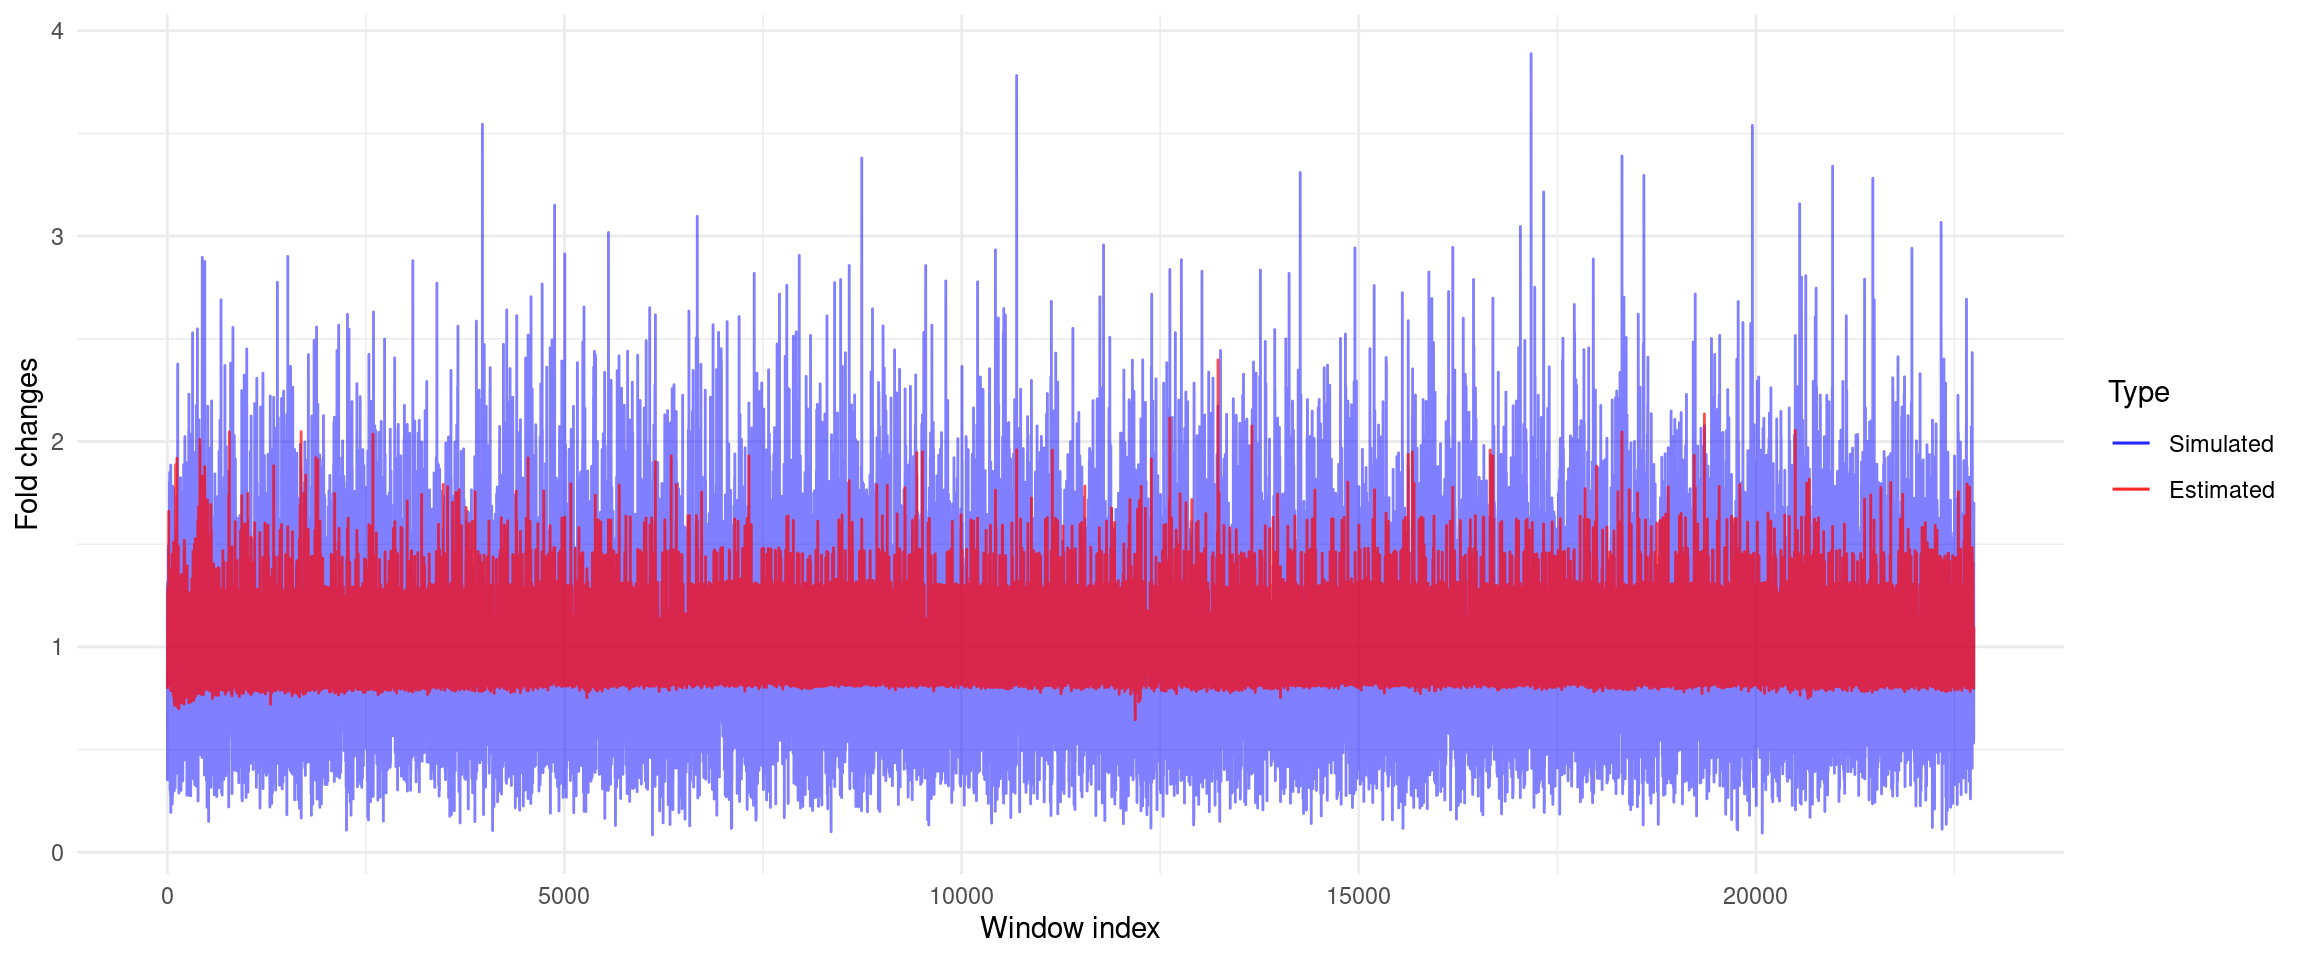 4
3
2
1
0
Fold changes
0
5000
10000
15000
20000
Window index
Type
Simulated
Estimated